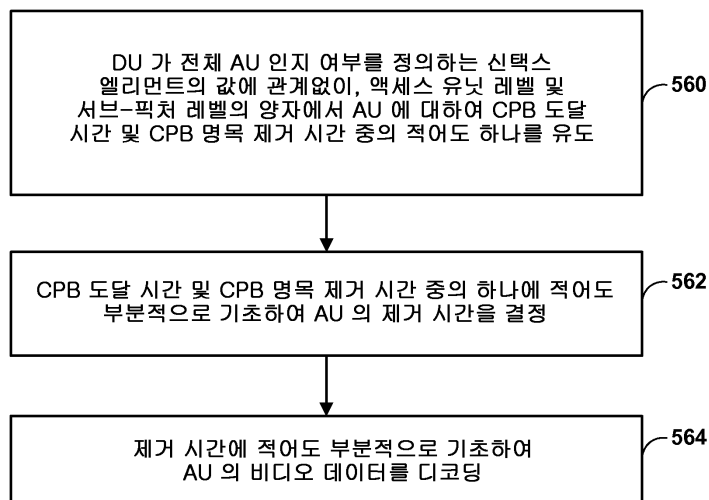 DU 가 전체 AU 인지 여부를 정의하는 신택스
엘리먼트의 값에 관계없이, 액세스 유닛 레벨 및
서브-픽처 레벨의 양자에서 AU 에 대하여 CPB 도달
시간 및 CPB 명목 제거 시간 중의 적어도 하나를 유도
560
CPB 도달 시간 및 CPB 명목 제거 시간 중의 하나에 적어도
부분적으로 기초하여 AU 의 제거 시간을 결정
562
제거 시간에 적어도 부분적으로 기초하여
AU 의 비디오 데이터를 디코딩
564